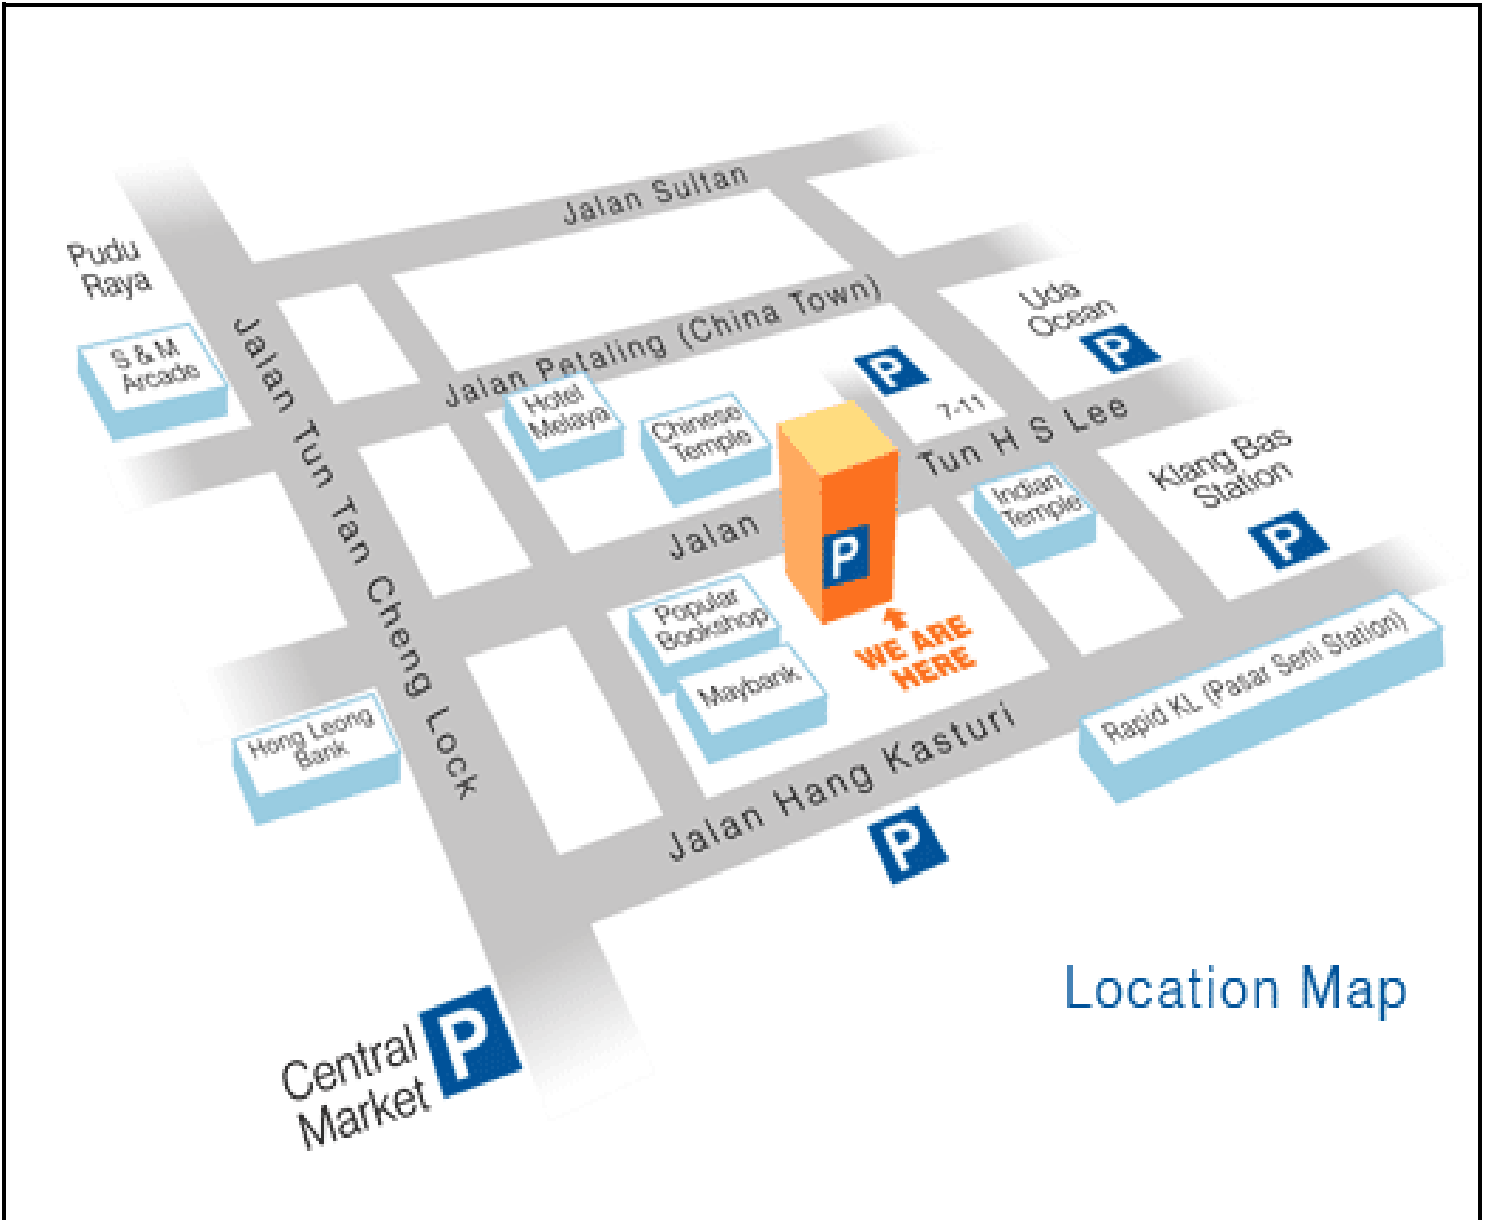 Jalan Sultan
Pudu
Raya
S & M
Arcade
Jalan Tun Tan Cheng Lock
Jalan Petaling (China Town)
Uda
Ocean
P
P
7-11
Hotel
Melaya
Chinese
Temple
Jalan Tun H S Lee
Klang Bas
Station
P
Indian
Temple
P
Popular
Bookshop
Maybank
WE ARE
HERE
Rapid KL (Pasar Seni Station)
Hong Leong
Bank
Jalan Hang Kasturi
P
Location Map
Central
Market
P